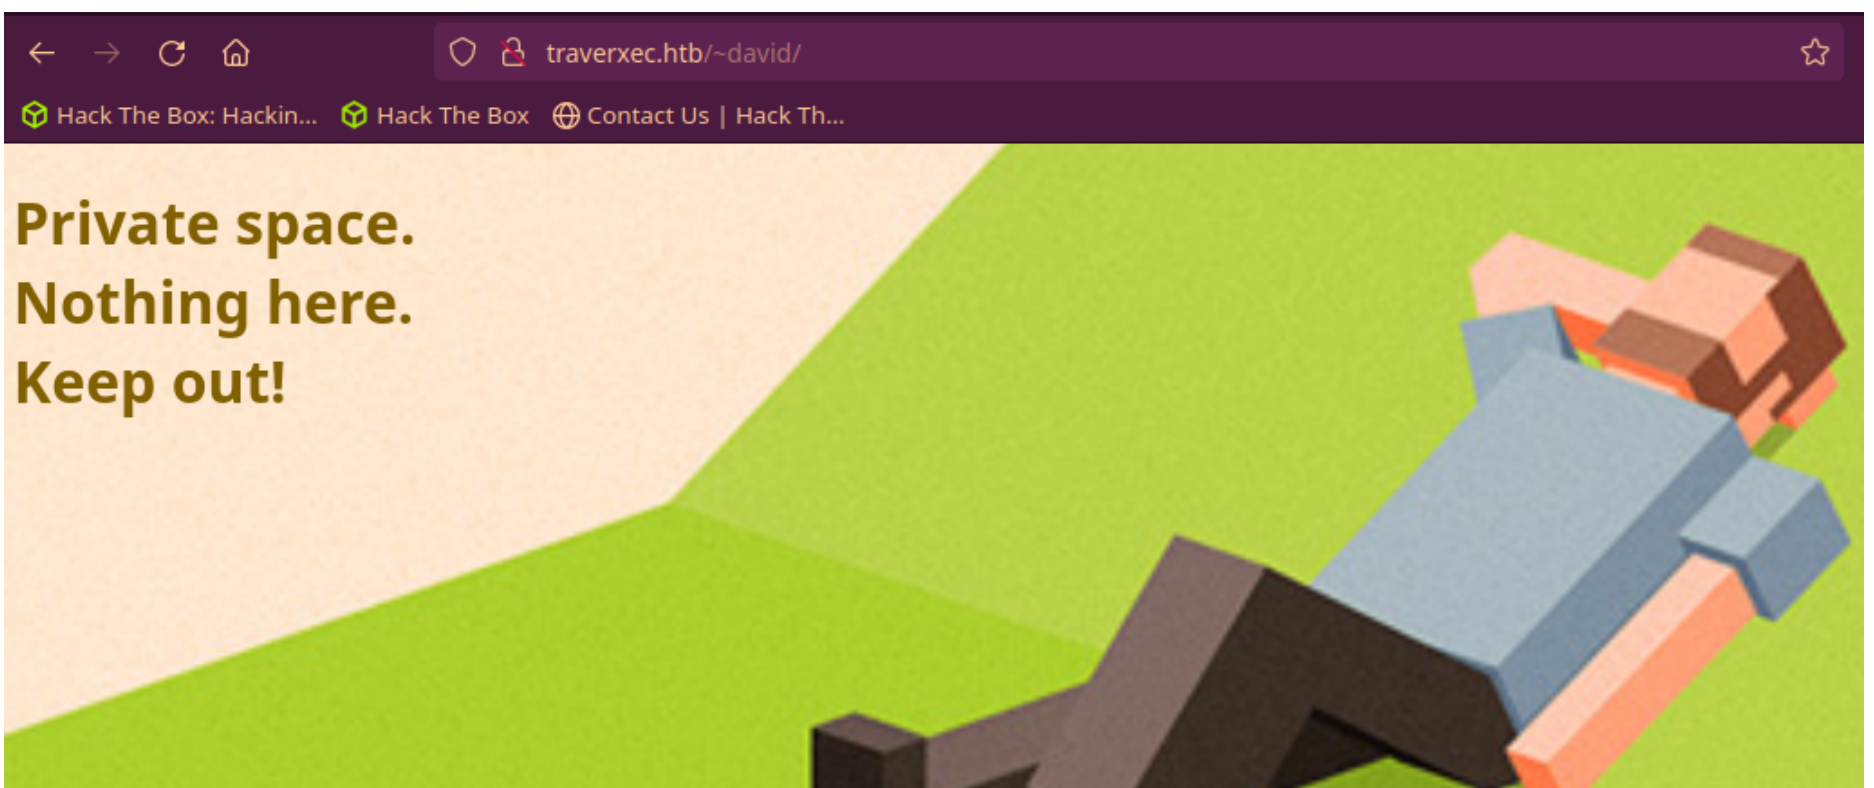 traverxec.htb/~david/
Hack The Box: Hackin... Hack The Box Contact Us | Hack Th...
Private space.
Nothing here.
Keep out!